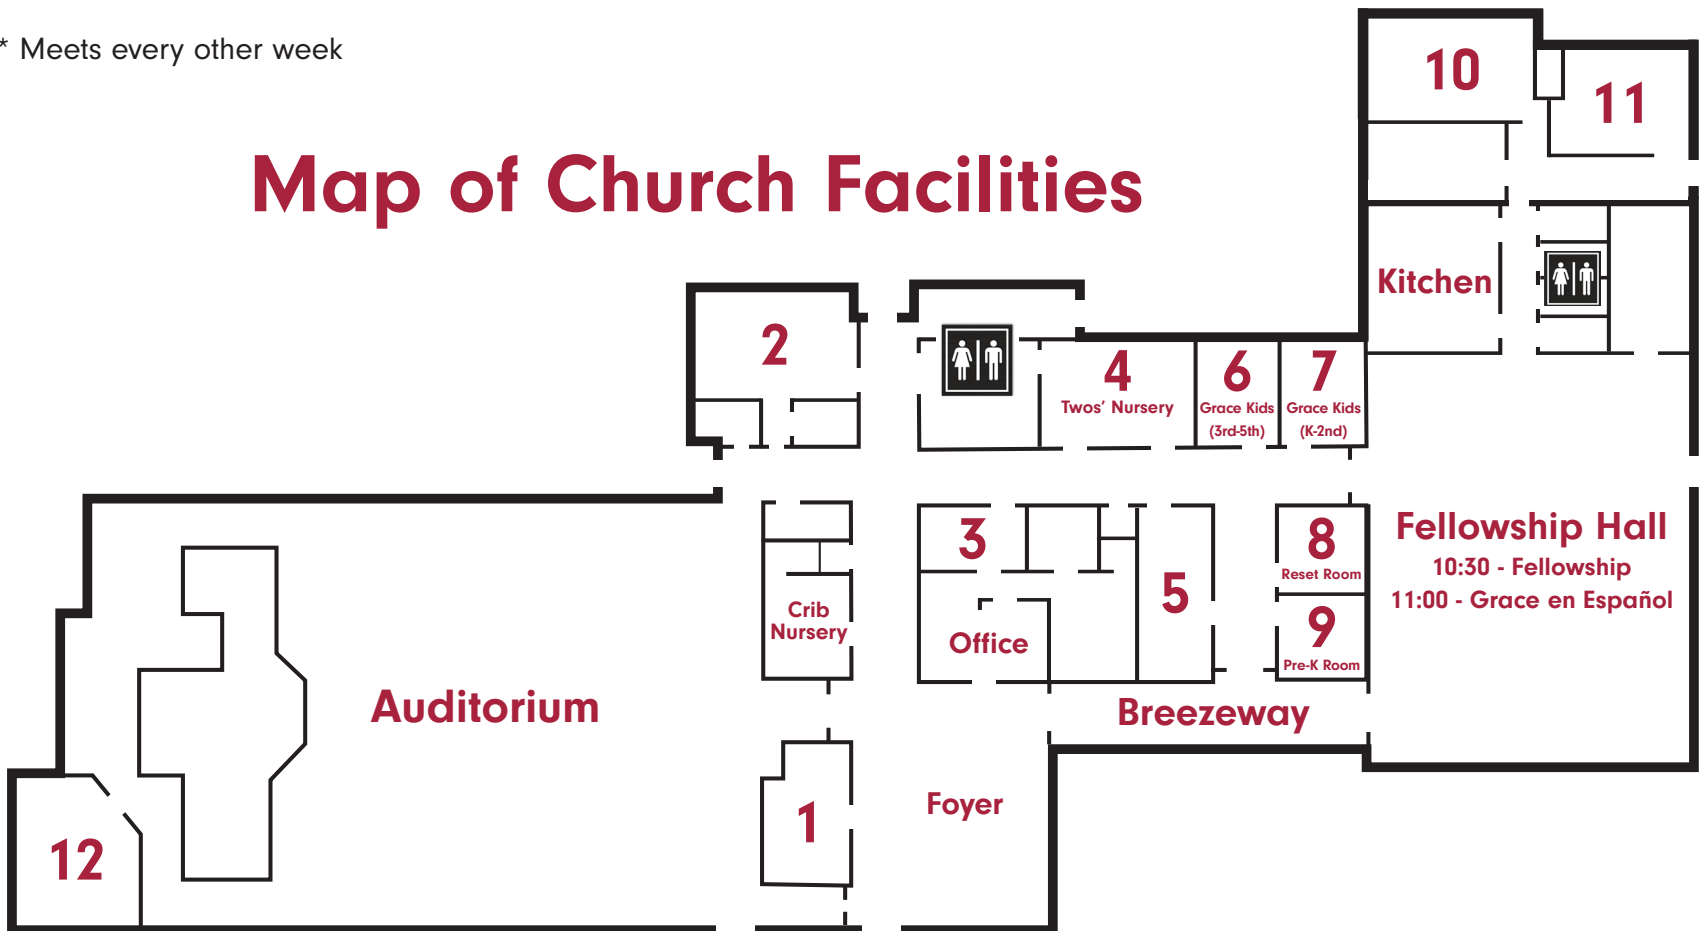 * Meets every other week
Map of Church Facilities
10
11
Kitchen
2
4
Twos' Nursery
6
Grace Kids
(3rd-5th)
7
Grace Kids
(K-2nd)
3
5
8
Reset Room
9
Pre-K Room
Fellowship Hall
10:30 - Fellowship
11:00 - Grace en Español
Crib
Nursery
Office
Auditorium
Breezeway
1
Foyer
12